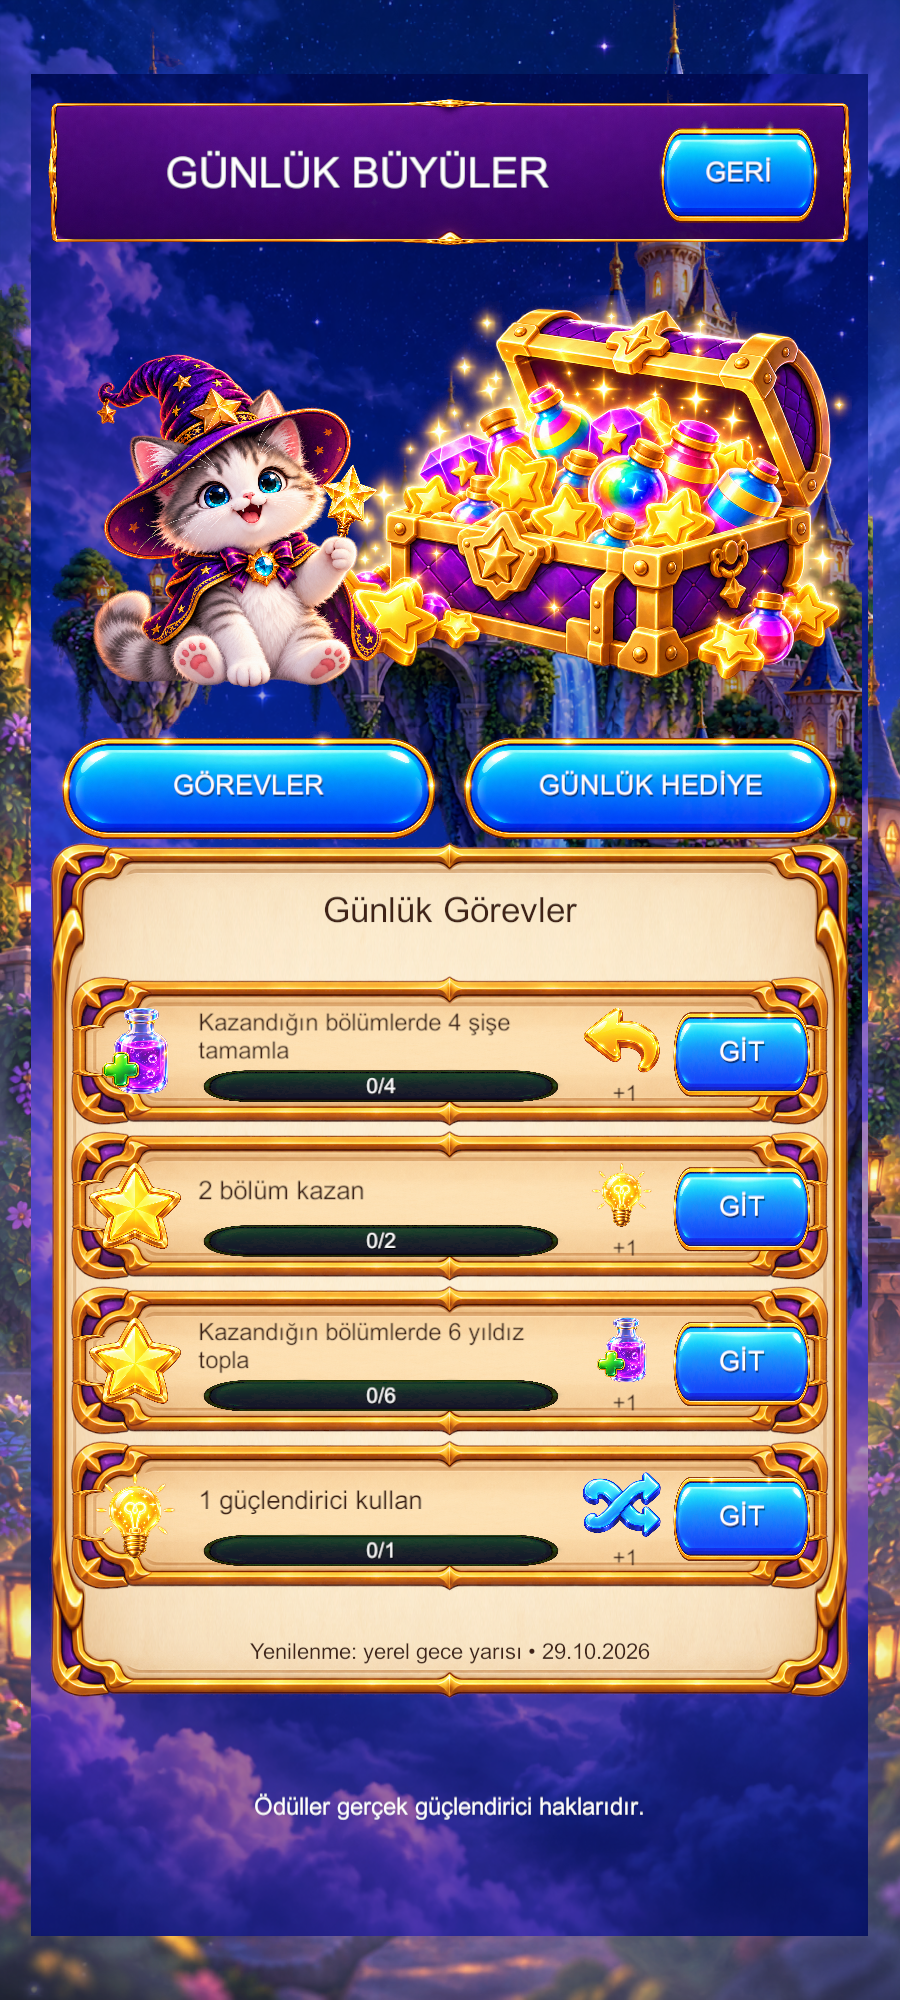 GÜNLÜK BÜYÜLER
GERİ
GÖREVLER
GÜNLÜK HEDİYE
Günlük Görevler
Kazandığın bölümlerde 4 şişe
tamamla
0/4
+1
GİT
2 bölüm kazan
0/2
+1
GİT
Kazandığın bölümlerde 6 yıldız
topla
0/6
+1
GİT
1 güçlendirici kullan
0/1
+1
GİT
Yenilenme: yerel gece yarısı • 29.10.2026
Ödüller gerçek güçlendirici haklarıdır.